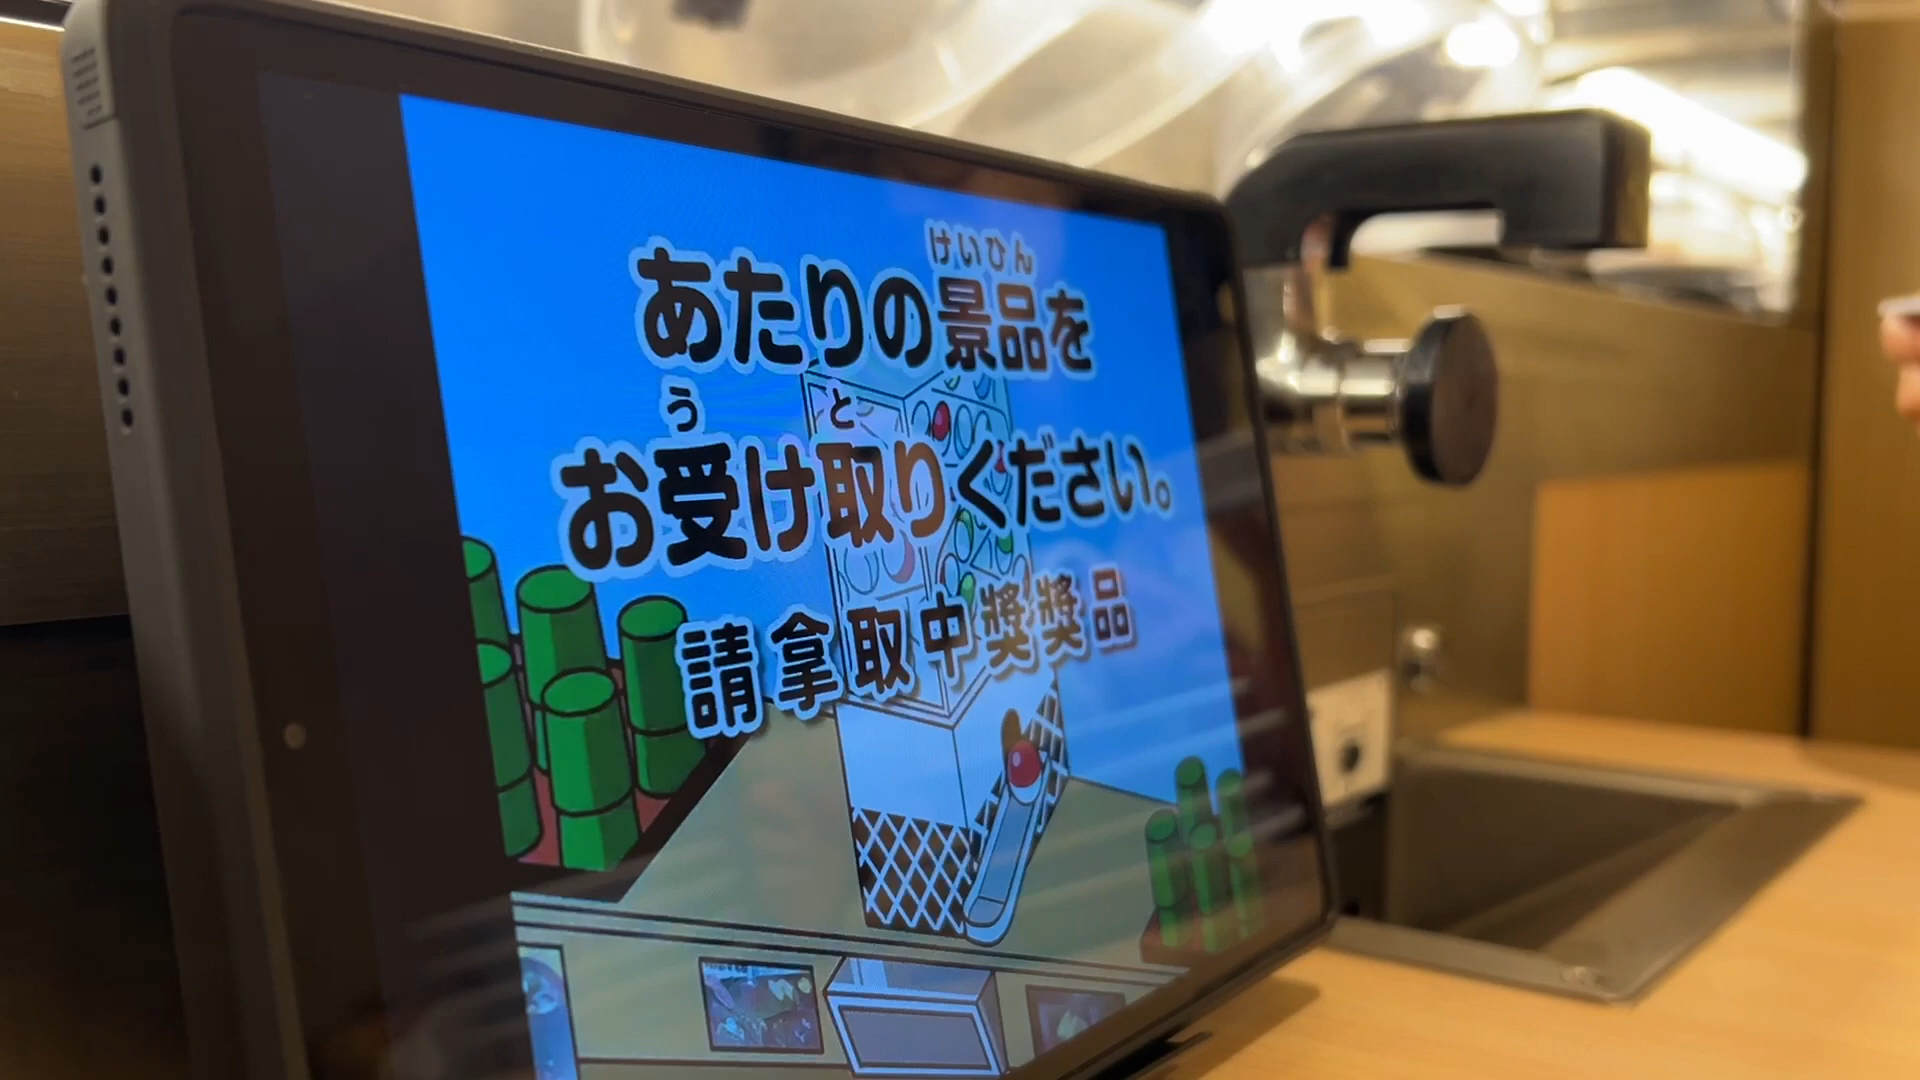 けいひん
あたりの景品を
う と
お受け取りください。
請拿取中獎獎品